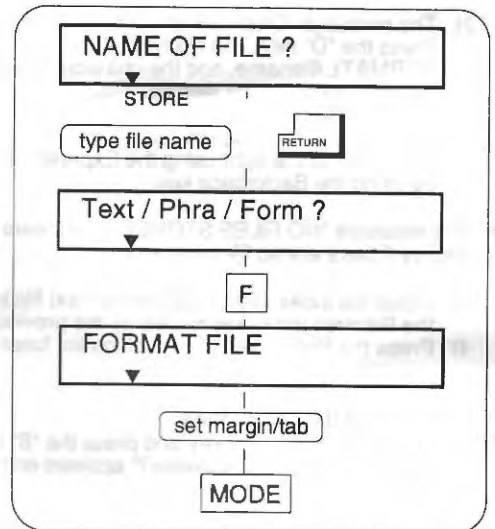 NAME OF FILE ?
STORE
type file name
RETURN
Text / Phra / Form ?
F
FORMAT FILE
set margin/tab
MODE